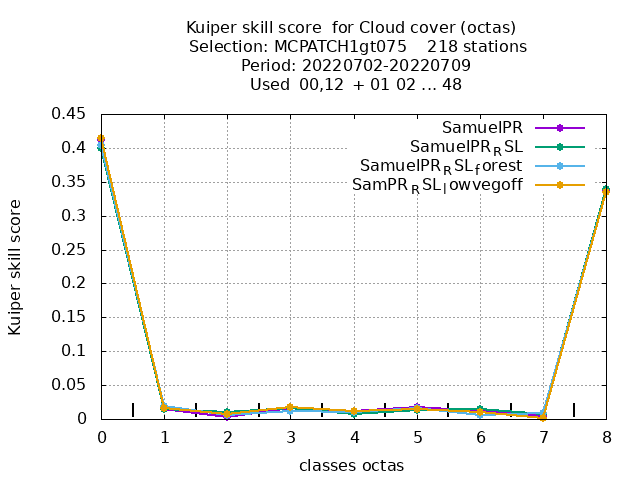 Kuiper skill score  for Cloud cover (octas)
Selection: MCPATCH1gt075    218 stations
Period: 20220702-20220709
Used  00,12  + 01 02 ... 48
SamuelPR
SamuelPR_RSL
SamuelPR_RSL_forest
SamPR_RSL_lowvegoff
0.45
0.4
0.35
0.3
0.25
0.2
0.15
0.1
0.05
0
Kuiper skill score
0 1 2 3 4 5 6 7 8
classes octas